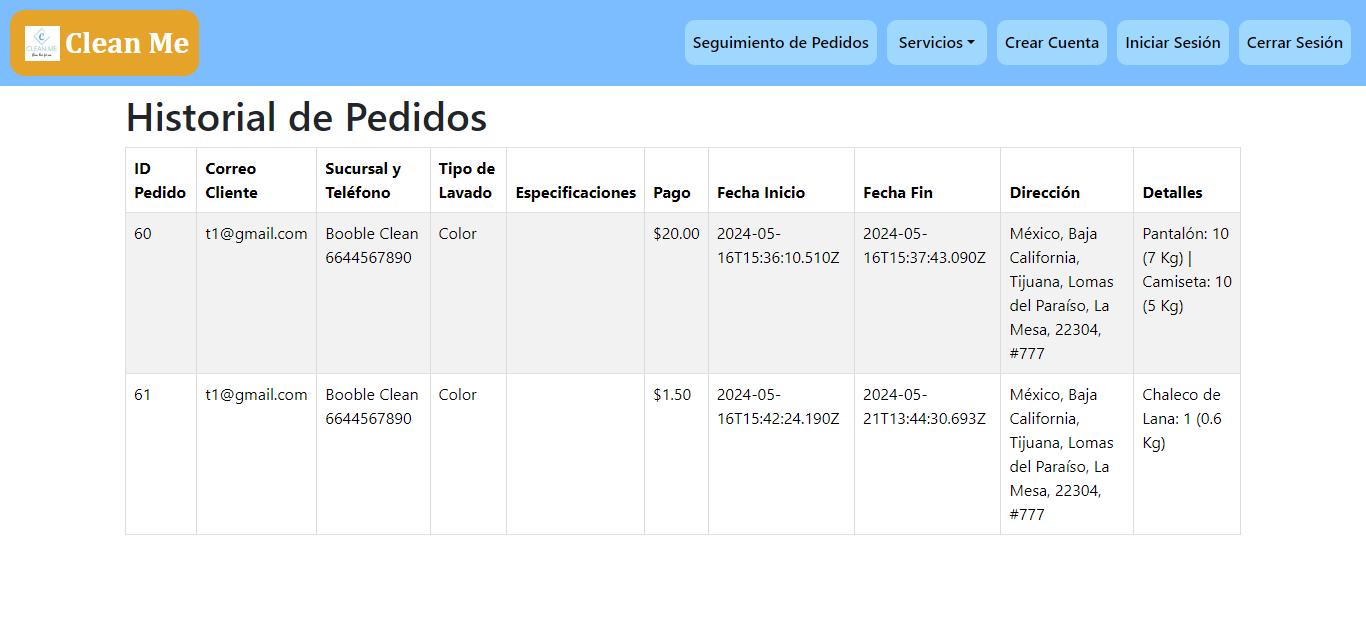 CLEAN ME
Clean Me
Seguimiento de Pedidos
Servicios
Crear Cuenta
Iniciar Sesión
Cerrar Sesión
Historial de Pedidos
ID
Pedido
Correo
Cliente
Sucursal y
Teléfono
Tipo de
Lavado
Especificaciones
Pago
Fecha Inicio
Fecha Fin
Dirección
Detalles
60
t1@gmail.com
Booble Clean
6644567890
Color
$20.00
2024-05-
16T15:36:10.510Z
2024-05-
16T15:37:43.090Z
México, Baja
California,
Tijuana, Lomas
del Paraíso, La
Mesa, 22304,
#777
Pantalón: 10
(7 Kg) |
Camiseta: 10
(5 Kg)
61
t1@gmail.com
Booble Clean
6644567890
Color
$1.50
2024-05-
16T15:42:24.190Z
2024-05-
21T13:44:30.693Z
México, Baja
California,
Tijuana, Lomas
del Paraíso, La
Mesa, 22304,
#777
Chaleco de
Lana: 1 (0.6
Kg)